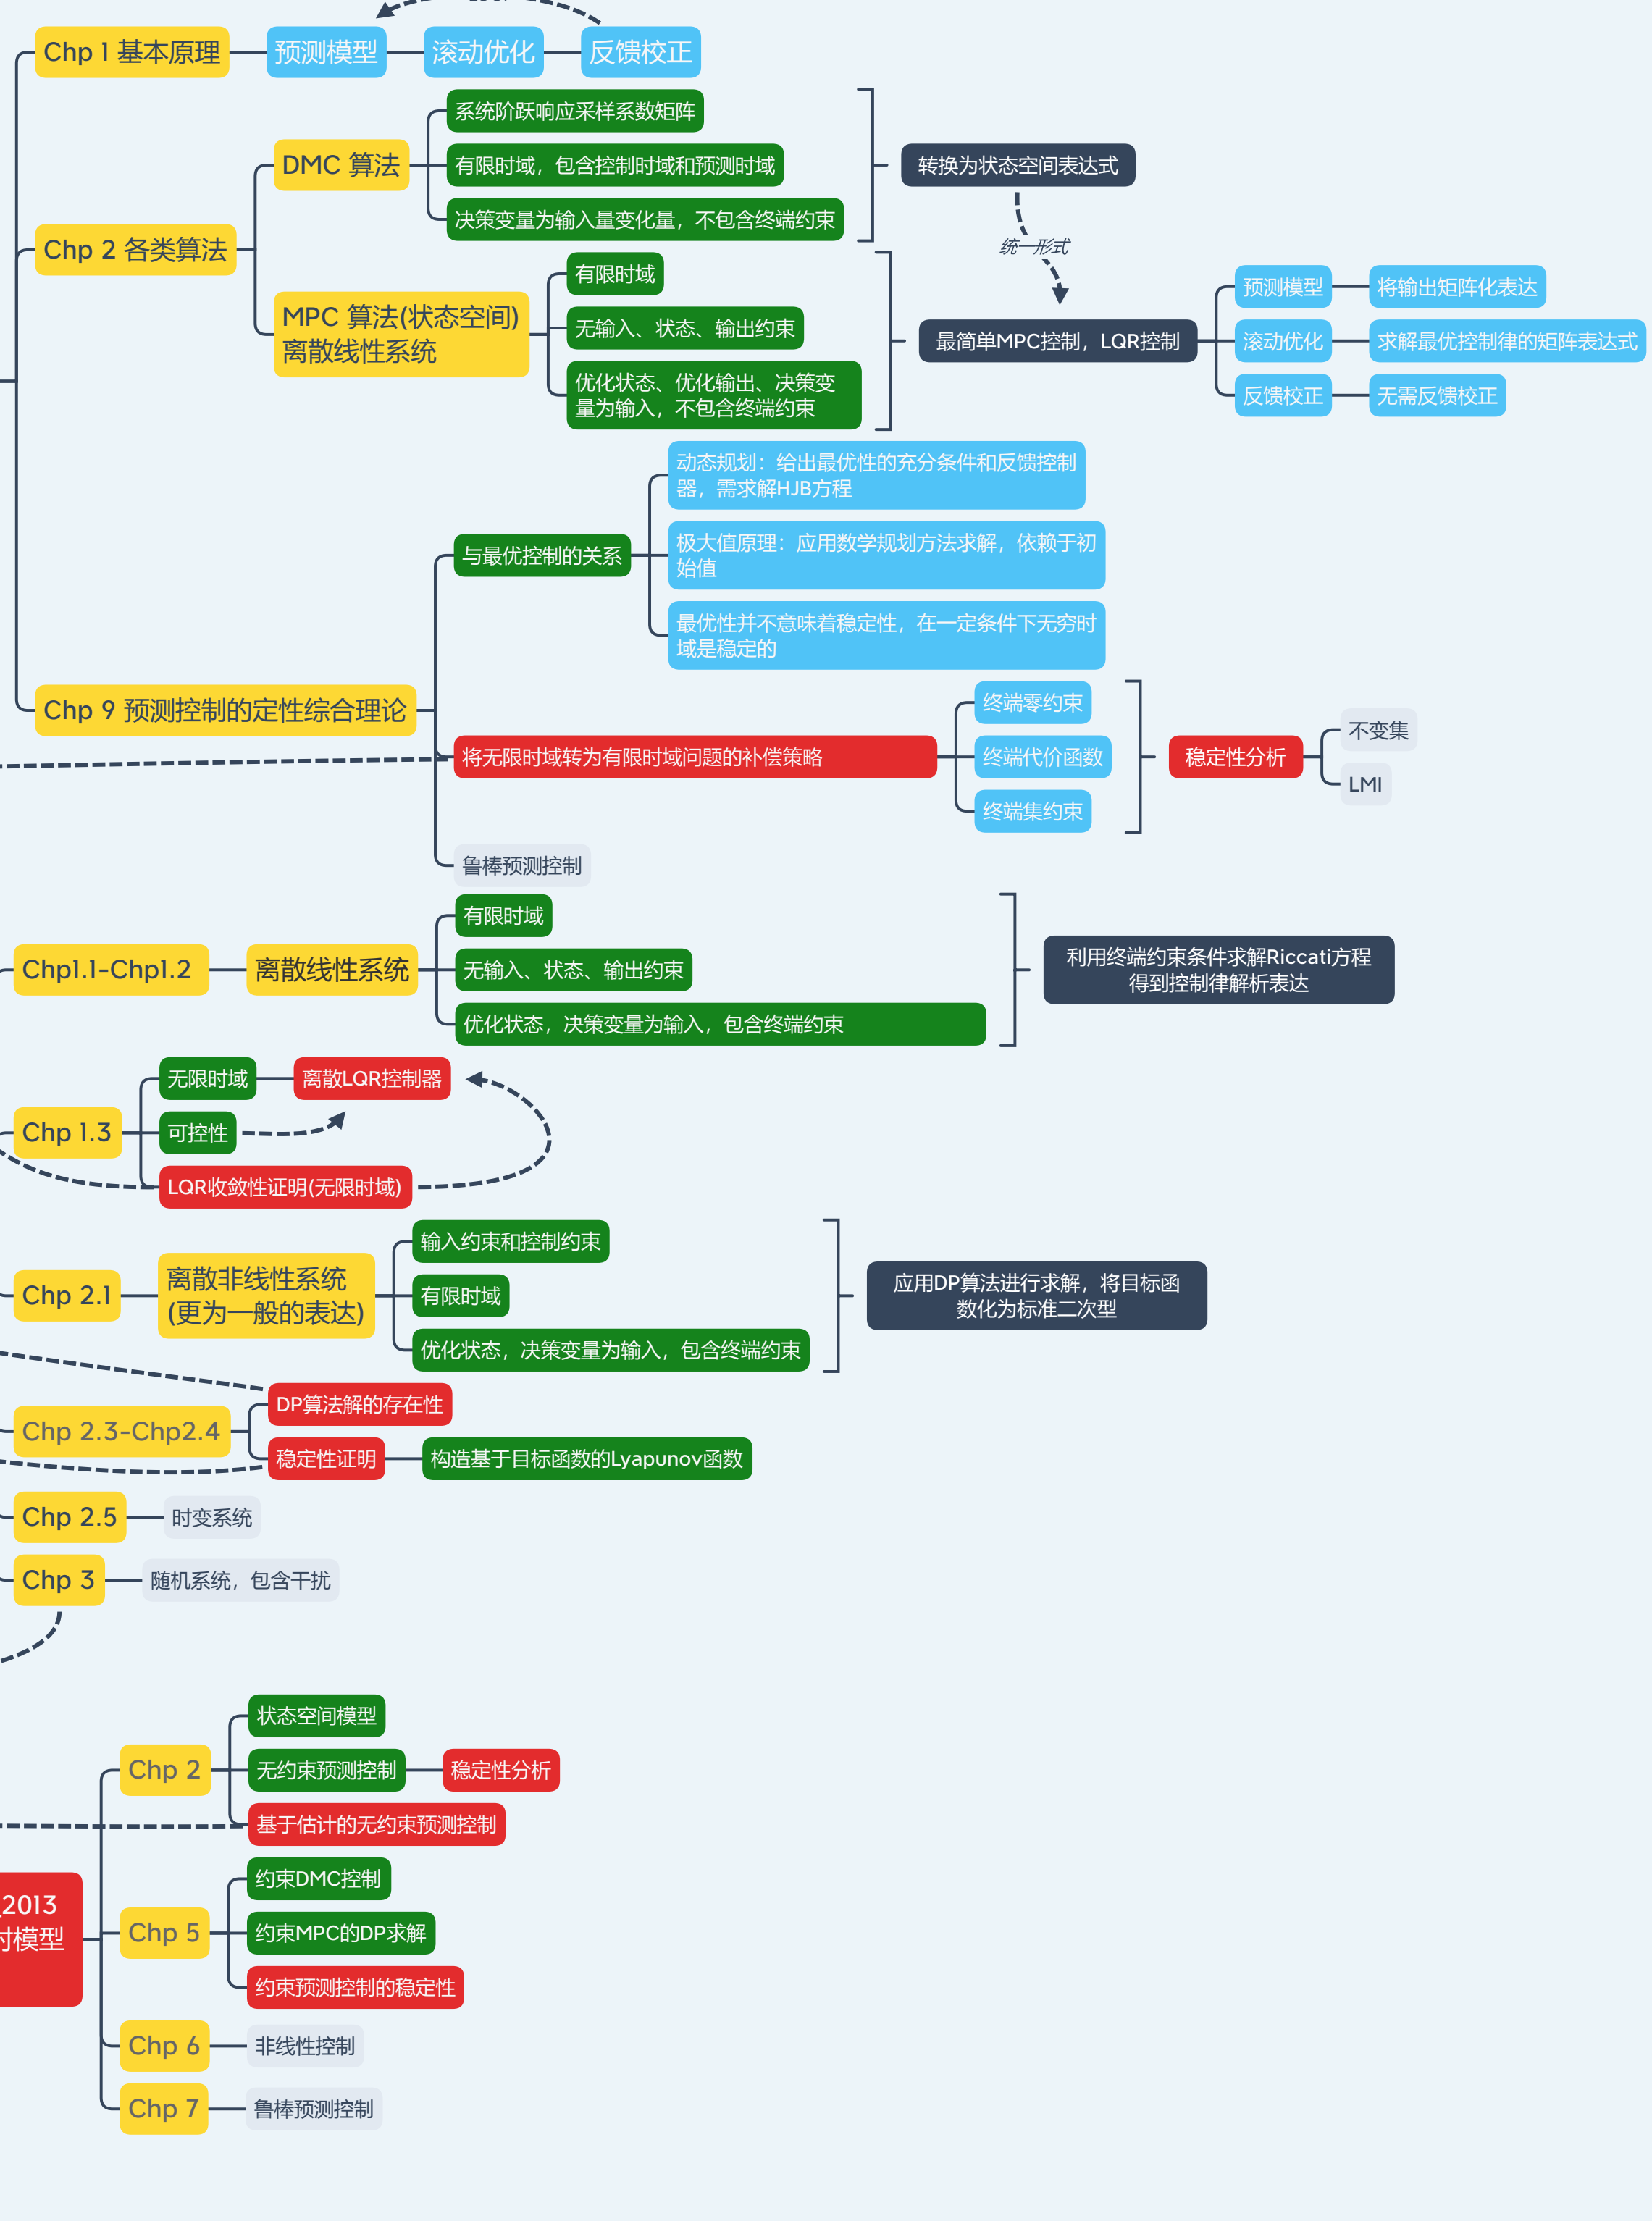 Chp 1 基本原理
预测模型
滚动优化
反馈校正
Chp 2 各类算法
DMC 算法
系统阶跃响应采样系数矩阵
有限时域，包含控制时域和预测时域
决策变量为输入量变化量，不包含终端约束
转换为状态空间表达式
统一形式
MPC 算法(状态空间)
离散线性系统
有限时域
无输入、状态、输出约束
优化状态、优化输出、决策变
量为输入，不包含终端约束
最简单MPC控制，LQR控制
预测模型
将输出矩阵化表达
滚动优化
求解最优控制律的矩阵表达式
反馈校正
无需反馈校正
Chp 9 预测控制的定性综合理论
与最优控制的关系
动态规划：给出最优性的充分条件和反馈控制
器，需求解HJB方程
极大值原理：应用数学规划方法求解，依赖于初
始值
最优性并不意味着稳定性，在一定条件下无穷时
域是稳定的
将无限时域转为有限时域问题的补偿策略
终端零约束
终端代价函数
终端集约束
稳定性分析
不变集
LMI
鲁棒预测控制
Chp1.1-Chp1.2
离散线性系统
有限时域
无输入、状态、输出约束
优化状态，决策变量为输入，包含终端约束
利用终端约束条件求解Riccati方程
得到控制律解析表达
Chp 1.3
无限时域
离散LQR控制器
可控性
LQR收敛性证明(无限时域)
Chp 2.1
离散非线性系统
(更为一般的表达)
输入约束和控制约束
有限时域
优化状态，决策变量为输入，包含终端约束
应用DP算法进行求解，将目标函
数化为标准二次型
Chp 2.3-Chp2.4
DP算法解的存在性
稳定性证明
构造基于目标函数的Lyapunov函数
Chp 2.5
时变系统
Chp 3
随机系统，包含干扰
_2013
时模型
Chp 2
状态空间模型
无约束预测控制
稳定性分析
基于估计的无约束预测控制
Chp 5
约束DMC控制
约束MPC的DP求解
约束预测控制的稳定性
Chp 6
非线性控制
Chp 7
鲁棒预测控制